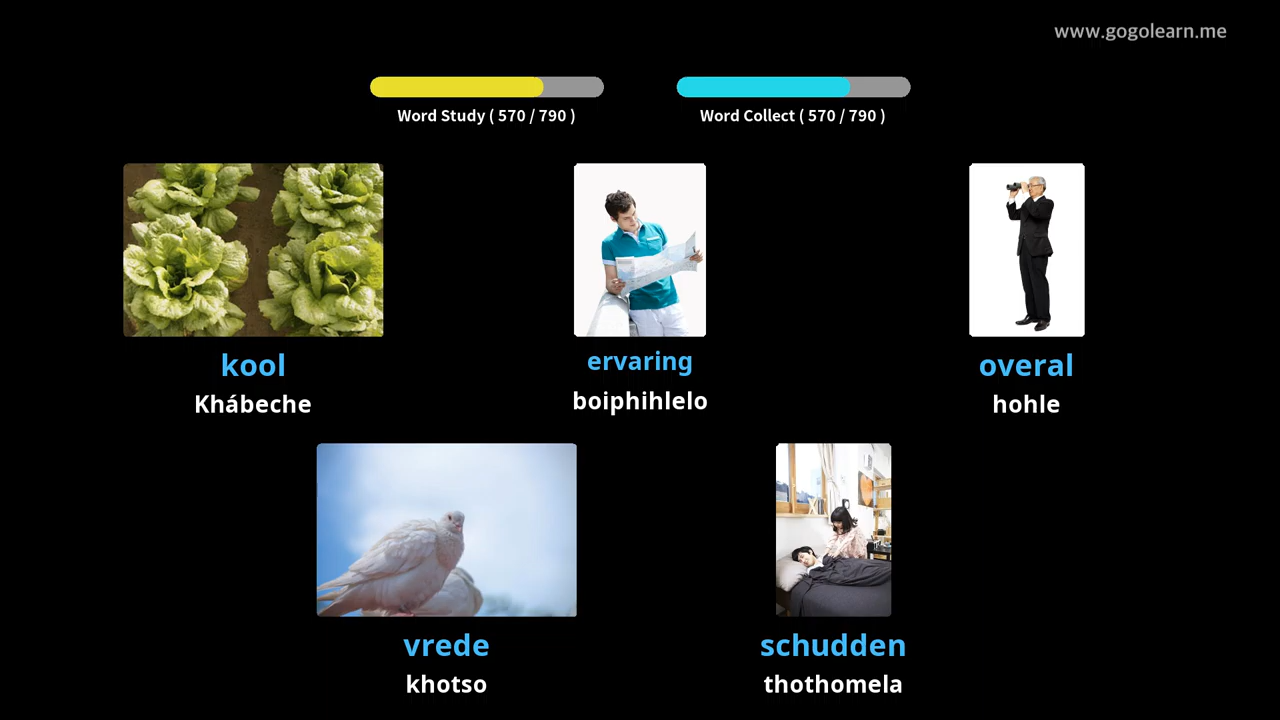 www.gogolearn.me
Word Study ( 570 / 790 )
Word Collect ( 570 / 790 )
kool
Khábeche
ervaring
boiphihlelo
overal
hohle
vrede
khotso
schudden
thothomela